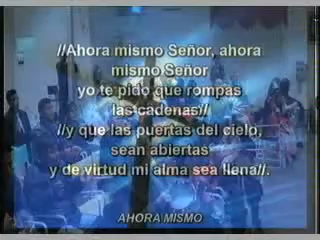 //Ahora mismo Señor, ahora
mismo Señor
yo te pido que rompas
las cadenas//
//y que las puertas del cielo,
sean abiertas
y de virtud mi alma sea llena//.
AHORA MISMO